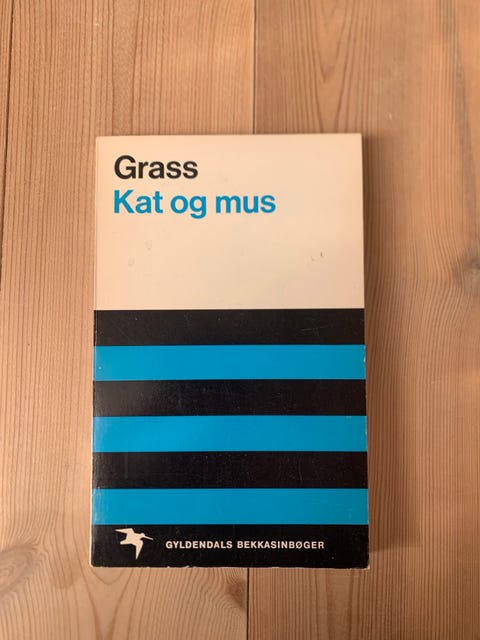 Grass
Kat og mus
GYLDENDALS BEKKASINBØGER